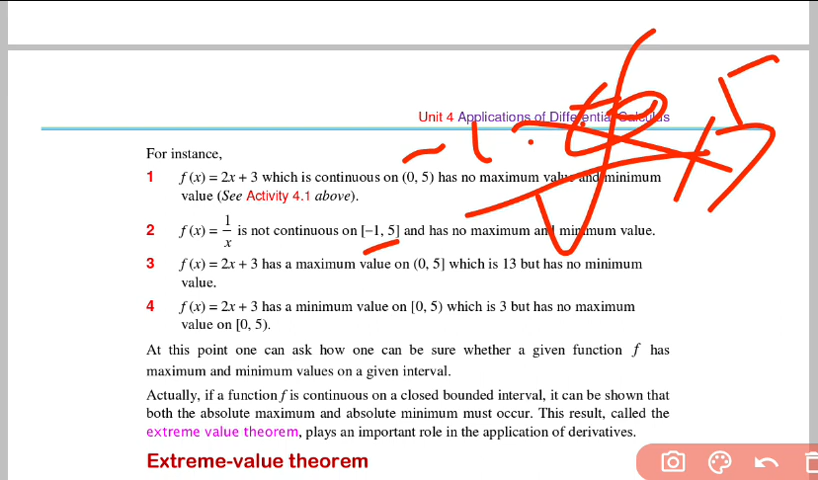 Unit 4 Applications of Differential Calculus
For instance,
1 f (x) = 2x + 3 which is continuous on (0, 5) has no maximum value and minimum
value (See Activity 4.1 above).
2 f (x) = 1/x is not continuous on [−1, 5] and has no maximum and minimum value.
3 f (x) = 2x + 3 has a maximum value on (0, 5] which is 13 but has no minimum
value.
4 f (x) = 2x + 3 has a minimum value on [0, 5) which is 3 but has no maximum
value on [0, 5).
At this point one can ask how one can be sure whether a given function f has
maximum and minimum values on a given interval.
Actually, if a function f is continuous on a closed bounded interval, it can be shown that
both the absolute maximum and absolute minimum must occur. This result, called the
extreme value theorem, plays an important role in the application of derivatives.
Extreme-value theorem